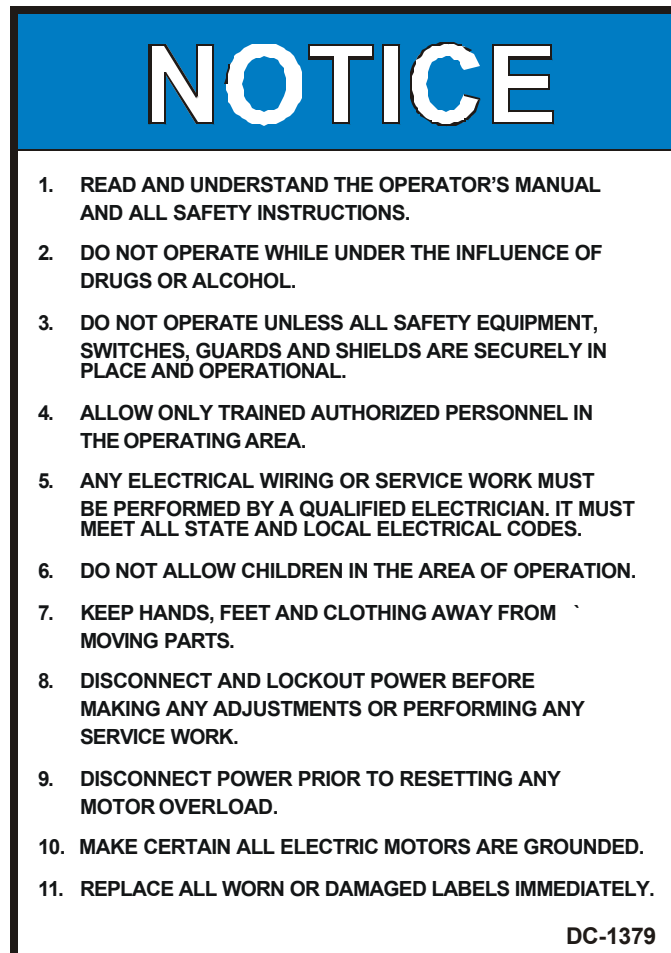 NOTICE
1. READ AND UNDERSTAND THE OPERATOR’S MANUAL
AND ALL SAFETY INSTRUCTIONS.
2. DO NOT OPERATE WHILE UNDER THE INFLUENCE OF
DRUGS OR ALCOHOL.
3. DO NOT OPERATE UNLESS ALL SAFETY EQUIPMENT,
SWITCHES, GUARDS AND SHIELDS ARE SECURELY IN
PLACE AND OPERATIONAL.
4. ALLOW ONLY TRAINED AUTHORIZED PERSONNEL IN
THE OPERATING AREA.
5. ANY ELECTRICAL WIRING OR SERVICE WORK MUST
BE PERFORMED BY A QUALIFIED ELECTRICIAN. IT MUST
MEET ALL STATE AND LOCAL ELECTRICAL CODES.
6. DO NOT ALLOW CHILDREN IN THE AREA OF OPERATION.
7. KEEP HANDS, FEET AND CLOTHING AWAY FROM `
MOVING PARTS.
8. DISCONNECT AND LOCKOUT POWER BEFORE
MAKING ANY ADJUSTMENTS OR PERFORMING ANY
SERVICE WORK.
9. DISCONNECT POWER PRIOR TO RESETTING ANY
MOTOR OVERLOAD.
10. MAKE CERTAIN ALL ELECTRIC MOTORS ARE GROUNDED.
11. REPLACE ALL WORN OR DAMAGED LABELS IMMEDIATELY.
DC-1379